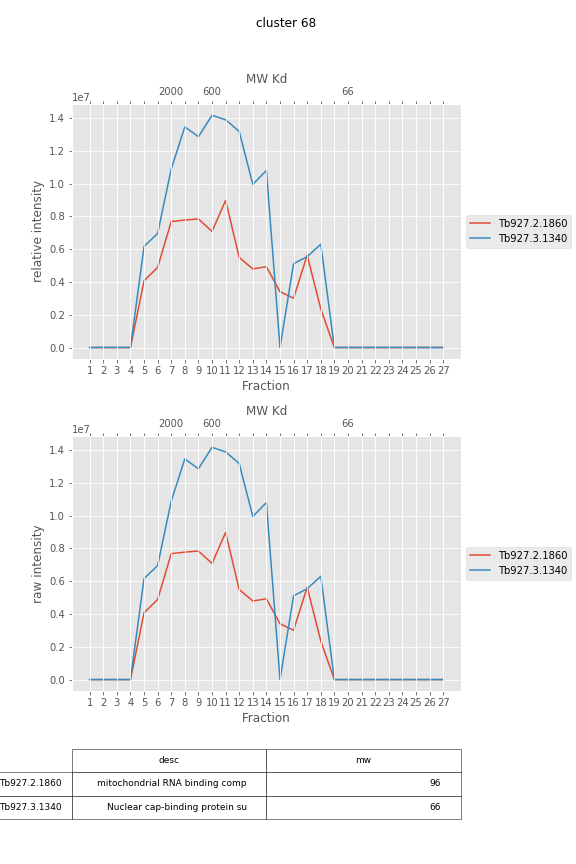 cluster 68
MW Kd
2000 600 66
1e7
1.4
1.2
1.0
0.8
0.6
0.4
0.2
0.0
relative intensity
1 2 3 4 5 6 7 8 9 10 11 12 13 14 15 16 17 18 19 20 21 22 23 24 25 26 27
Fraction
Tb927.2.1860
Tb927.3.1340
MW Kd
2000 600 66
1e7
1.4
1.2
1.0
0.8
0.6
0.4
0.2
0.0
raw intensity
1 2 3 4 5 6 7 8 9 10 11 12 13 14 15 16 17 18 19 20 21 22 23 24 25 26 27
Fraction
Tb927.2.1860
Tb927.3.1340
desc mw
Tb927.2.1860 mitochondrial RNA binding comp 96
Tb927.3.1340 Nuclear cap-binding protein su 66